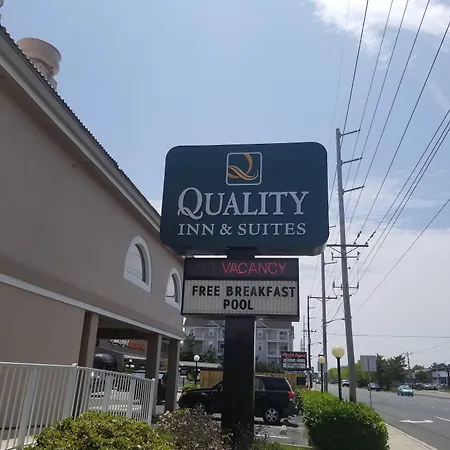 QUALITY
INN & SUITES
VACANCY
FREE BREAKFAST
POOL